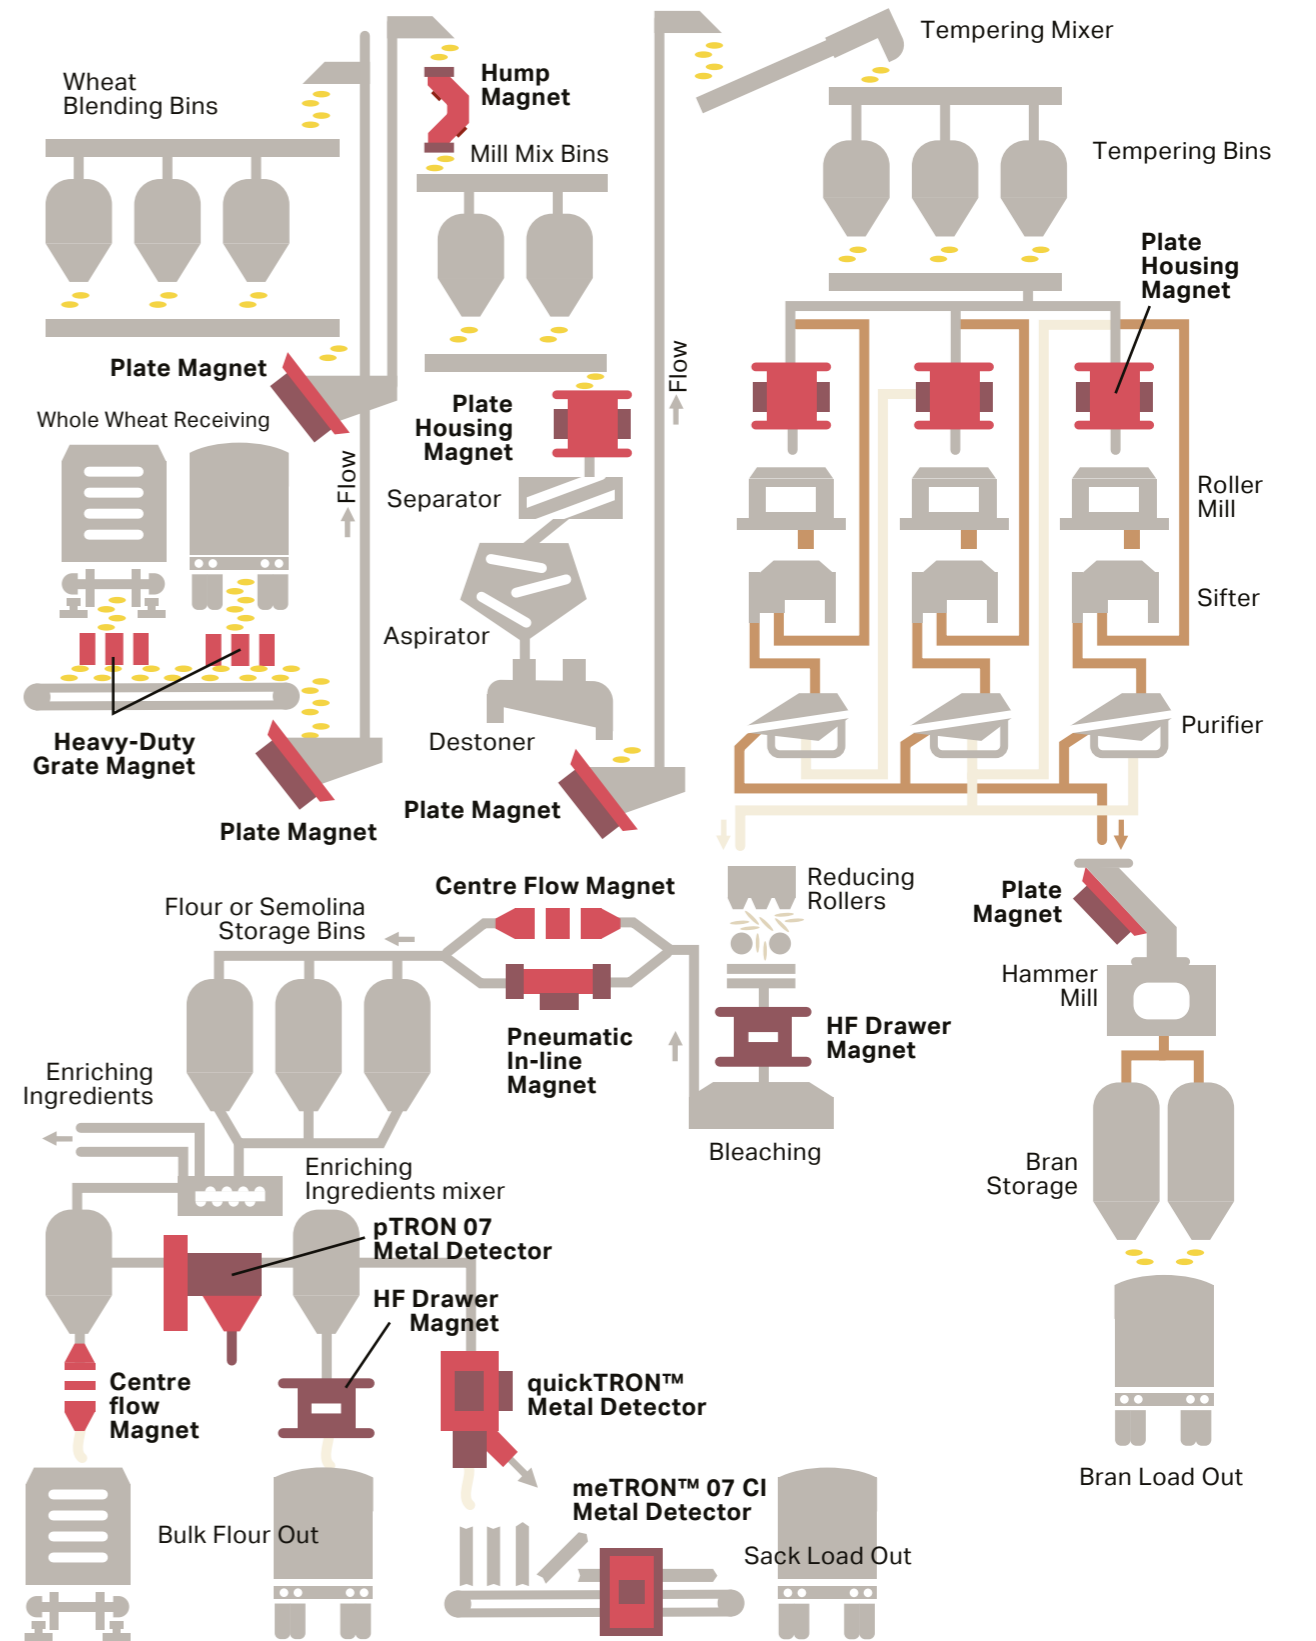 Tempering Mixer
Wheat
Blending Bins
Hump
Magnet
Mill Mix Bins
Tempering Bins
Plate
Housing
Magnet
Plate Magnet
Flow
Whole Wheat Receiving
Plate
Housing
Magnet
Flow
Separator
Roller
Mill
Sifter
Aspirator
Heavy-Duty
Grate Magnet
Destoner
Purifier
Plate Magnet
Plate Magnet
Centre Flow Magnet
Reducing
Rollers
Plate
Magnet
Flour or Semolina
Storage Bins
Hammer
Mill
Pneumatic
In-line
Magnet
HF Drawer
Magnet
Enriching
Ingredients
Bleaching
Enriching
Ingredients mixer
Bran
Storage
pTRON 07
Metal Detector
HF Drawer
Magnet
Centre
flow
Magnet
quickTRON™
Metal Detector
Bran Load Out
meTRON™ 07 CI
Metal Detector
Bulk Flour Out
Sack Load Out